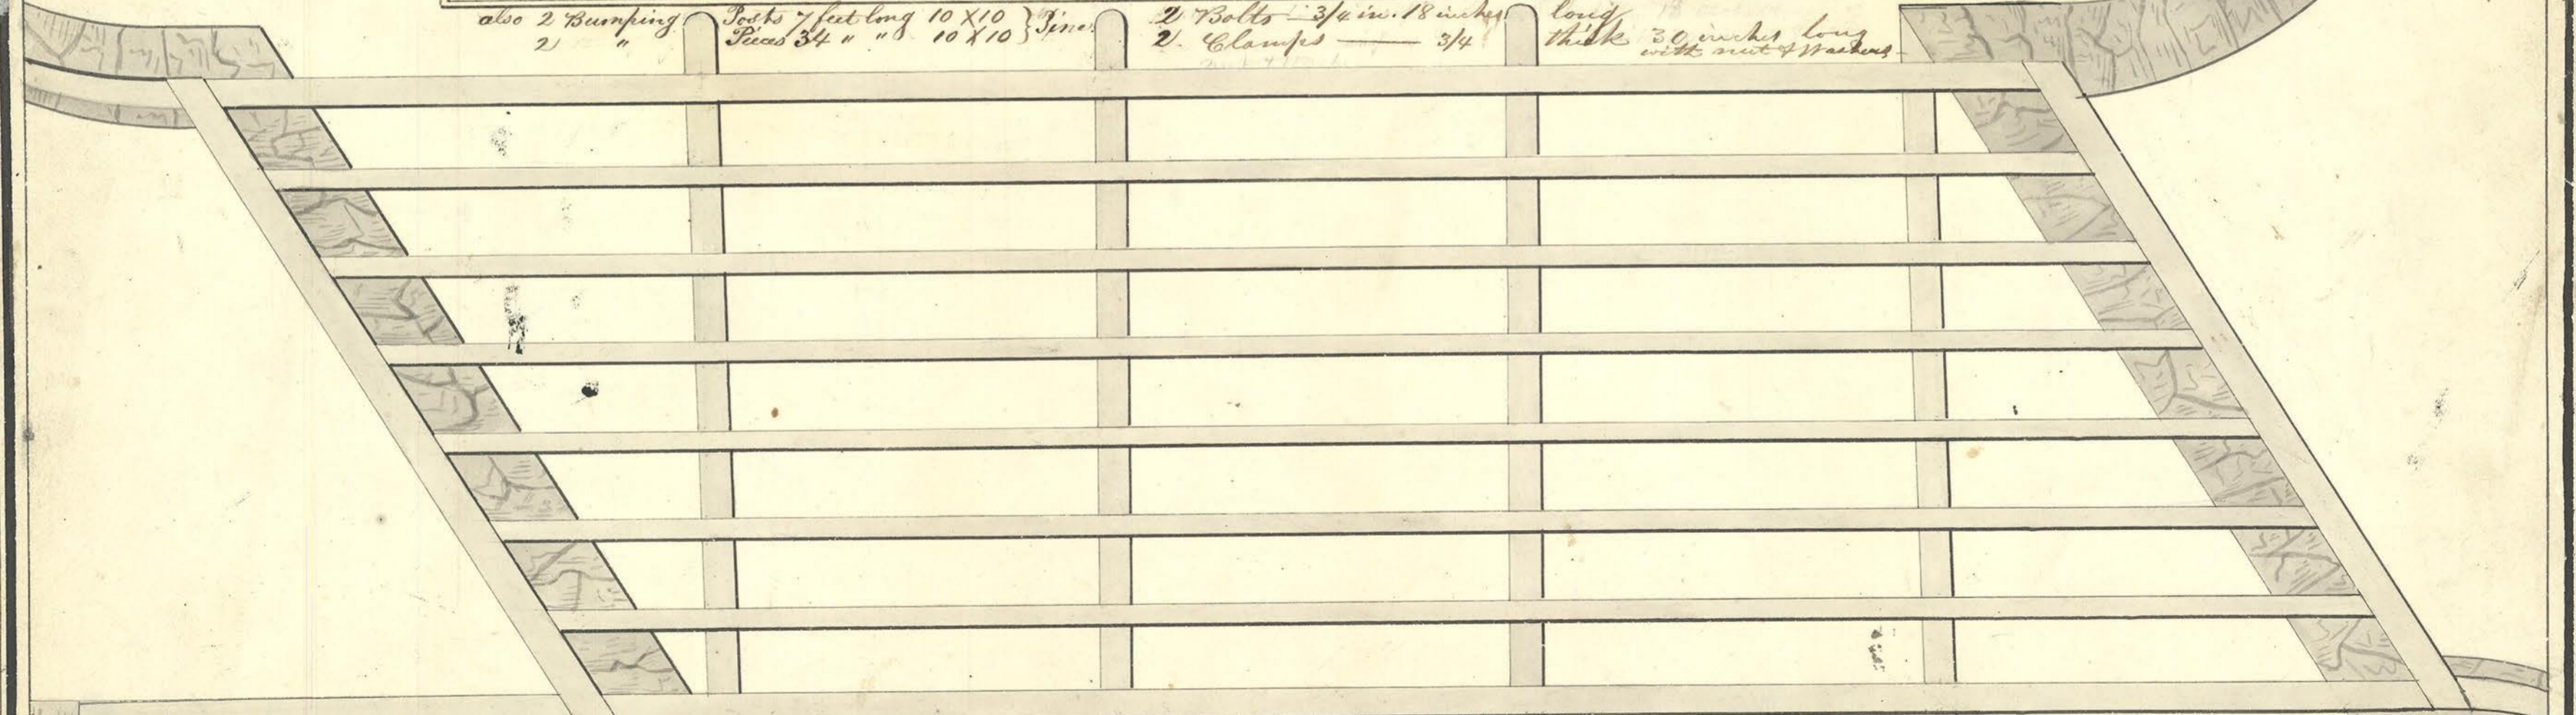 also 2 Bumping Posts 7 feet long 10 X 10 } Pine. 2 Bolts 3/4 in. 18 inches long
2 " Pieces 34 " " 10 X 10 } 2 Clamps — 3/4 thick 30 inches long
with nut & Washers